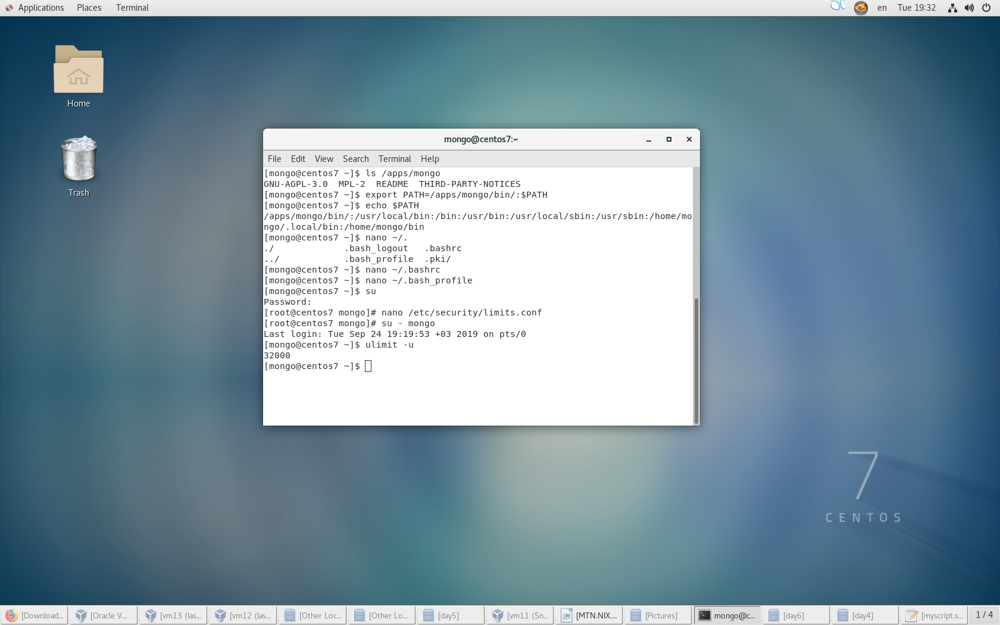 Applications Places Terminal en Tue 19:32
Home
Trash
mongo@centos7:~
File Edit View Search Terminal Help
[mongo@centos7 ~]$ ls /apps/mongo
GNU-AGPL-3.0  MPL-2  README  THIRD-PARTY-NOTICES
[mongo@centos7 ~]$ export PATH=/apps/mongo/bin/:$PATH
[mongo@centos7 ~]$ echo $PATH
/apps/mongo/bin/:/usr/local/bin:/bin:/usr/bin:/usr/local/sbin:/usr/sbin:/home/mo
ngo/.local/bin:/home/mongo/bin
[mongo@centos7 ~]$ nano ~/.
./             .bash_logout   .bashrc
../            .bash_profile  .pki/
[mongo@centos7 ~]$ nano ~/.bashrc
[mongo@centos7 ~]$ nano ~/.bash_profile
[mongo@centos7 ~]$ su
Password:
[root@centos7 mongo]# nano /etc/security/limits.conf
[root@centos7 mongo]# su - mongo
Last login: Tue Sep 24 19:19:53 +03 2019 on pts/0
[mongo@centos7 ~]$ ulimit -u
32000
[mongo@centos7 ~]$
7
CENTOS
[Download... [Oracle V... [vm13 (las... [vm12 (las... [Other Loc... [Other Lo... [day5] [vm11 (Sn... [MTN.NIX.... [Pictures] mongo@c... [day6] [day4] [myscript.s... 1 / 4